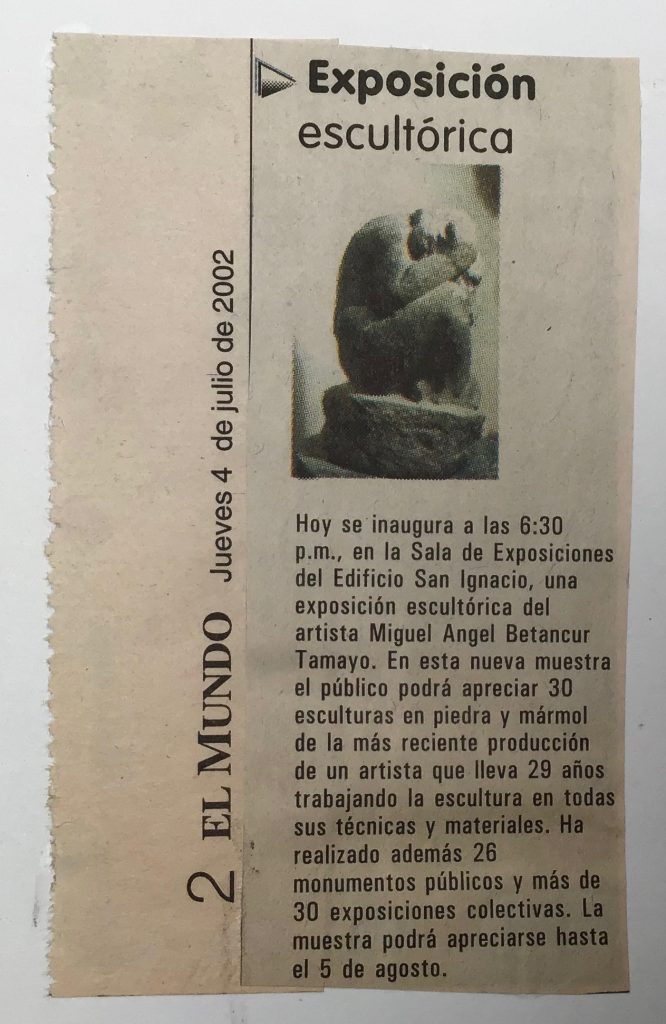 Exposición
escultórica
Hoy se inaugura a las 6:30
p.m., en la Sala de Exposiciones
del Edificio San Ignacio, una
exposición escultórica del
artista Miguel Angel Betancur
Tamayo. En esta nueva muestra
el público podrá apreciar 30
esculturas en piedra y mármol
de la más reciente producción
de un artista que lleva 29 años
trabajando la escultura en todas
sus técnicas y materiales. Ha
realizado además 26
monumentos públicos y más de
30 exposiciones colectivas. La
muestra podrá apreciarse hasta
el 5 de agosto.
2 EL MUNDO Jueves 4 de julio de 2002